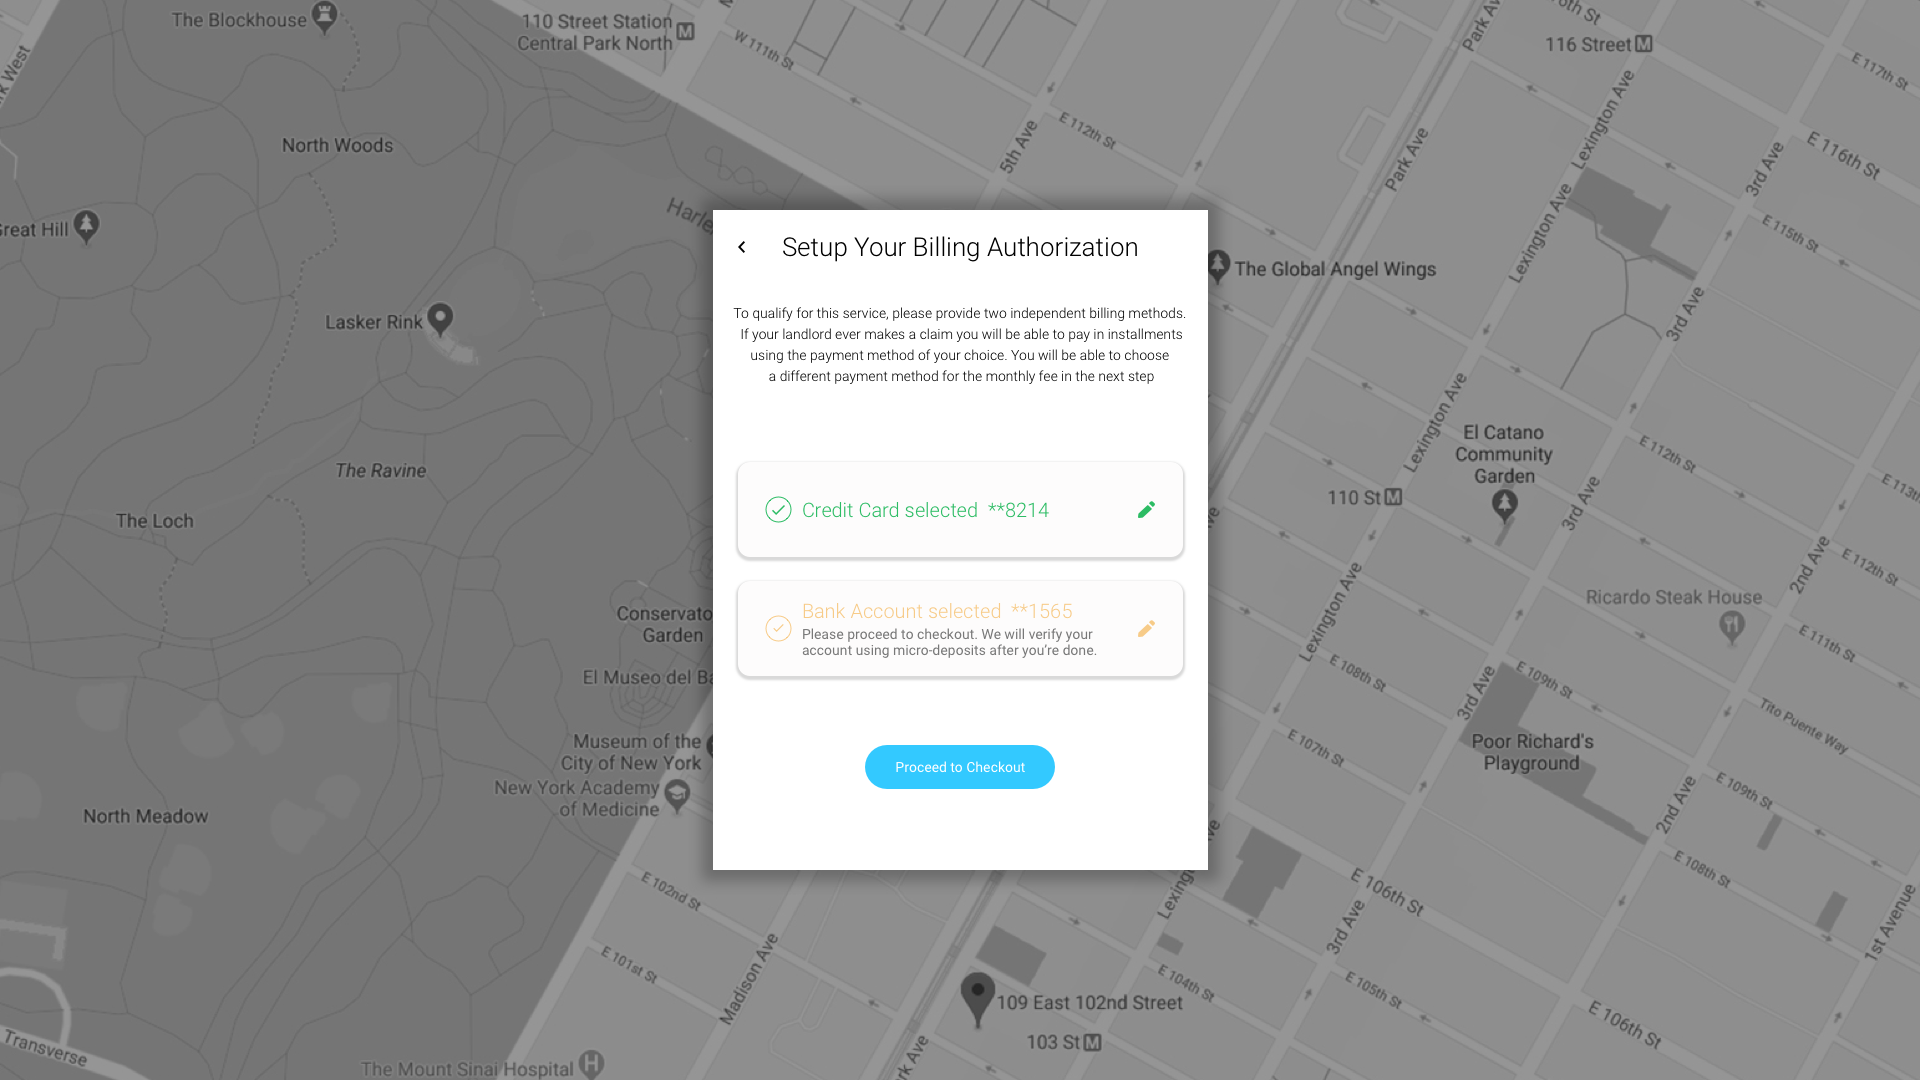 The Blockhouse
110 Street Station
Central Park North
W 111th St
Park Ave
116 Street
E 117th St
North Woods
5th Ave
E 112th St
Park Ave
Lexington Ave
3rd Ave
E 116th St
Great Hill
Setup Your Billing Authorization
The Global Angel Wings
Lexington Ave
E 115th St
To qualify for this service, please provide two independent billing methods.
If your landlord ever makes a claim you will be able to pay in installments
using the payment method of your choice. You will be able to choose
a different payment method for the monthly fee in the next step
Lasker Rink
3rd Ave
Lexington Ave
El Catano
Community
Garden
E 112th St
The Ravine
110 St
3rd Ave
The Loch
Credit Card selected **8214
2nd Ave
E 112th St
Conservato
Garden
Bank Account selected **1565
Please proceed to checkout. We will verify your
account using micro-deposits after you're done.
Lexington Ave
Ricardo Steak House
E 111th St
El Museo del Ba
E 108th St
E 109th St
3rd Ave
Tito Puente Way
Museum of the
City of New York
E 107th St
Poor Richard's
Playground
Proceed to Checkout
New York Academy
of Medicine
2nd Ave
E 109th St
North Meadow
E 108th St
E 102nd St
E 106th St
3rd Ave
1st Avenue
E 101st St
Madison Ave
109 East 102nd Street
E 104th St
E 105th St
E 106th St
103 St
Transverse
The Mount Sinai Hospital